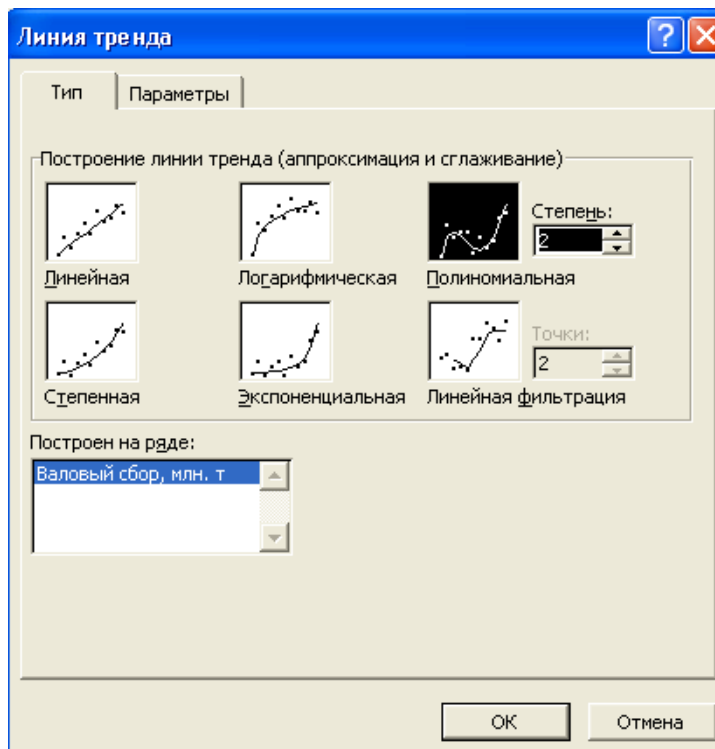 Линия тренда
Тип
Параметры
Построение линии тренда (аппроксимация и сглаживание)
Линейная
Логарифмическая
Полиномиальная
Степень:
2
Степенная
Экспоненциальная
Линейная фильтрация
Точки:
2
Построен на ряде:
Валовый сбор, млн. т
ОК
Отмена